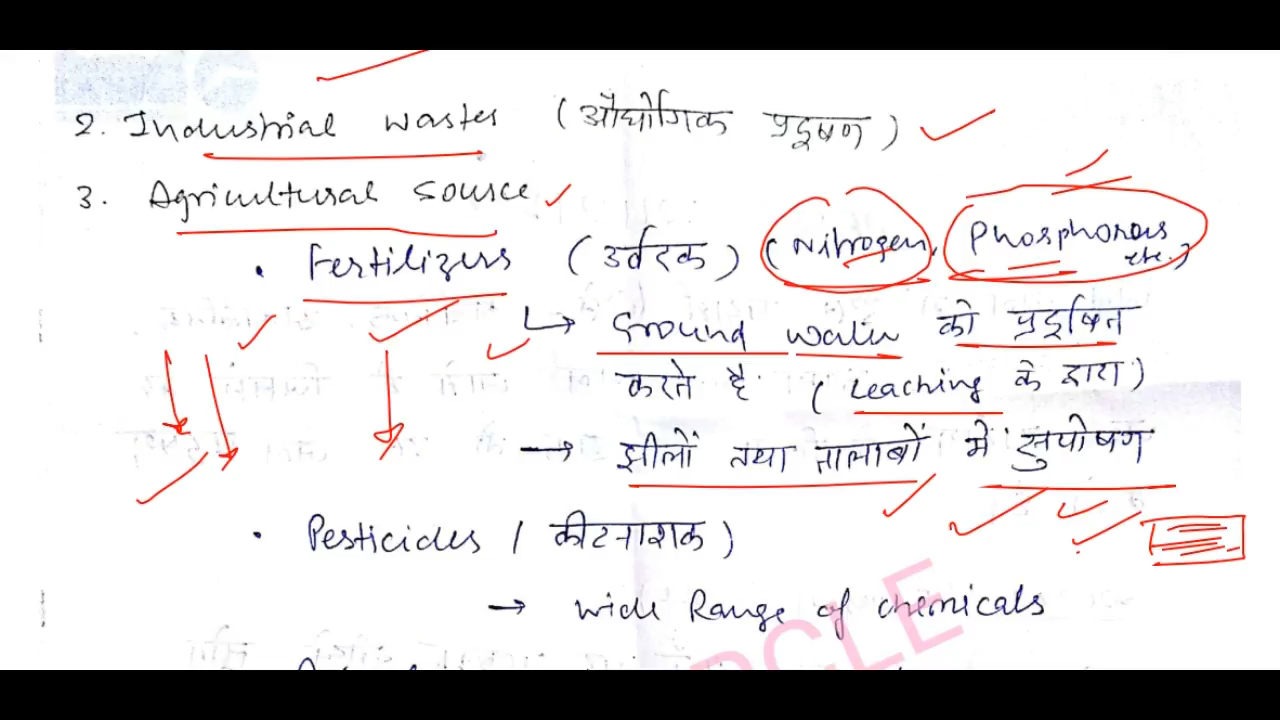 2. Industrial wastes (औद्योगिक प्रदूषण)
3. Agricultural source
• Fertilizers (उर्वरक) (Nitrogen, Phosphorous etc.)
↳ Ground water को प्रदूषित
करते है (Leaching के द्वारा)
→ झीलों तथा तालाबों में सुपोषण
• Pesticides (कीटनाशक)
→ wide Range of chemicals
RCLE